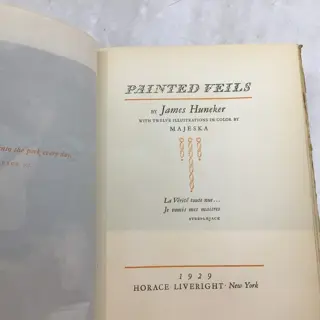 PAINTED VEILS
BY James Huneker
WITH TWELVE ILLUSTRATIONS IN COLOR BY
MAJESKA
La Vérité toute nue...
Je vomis mes maîtres
1929
HORACE LIVERIGHT · New York